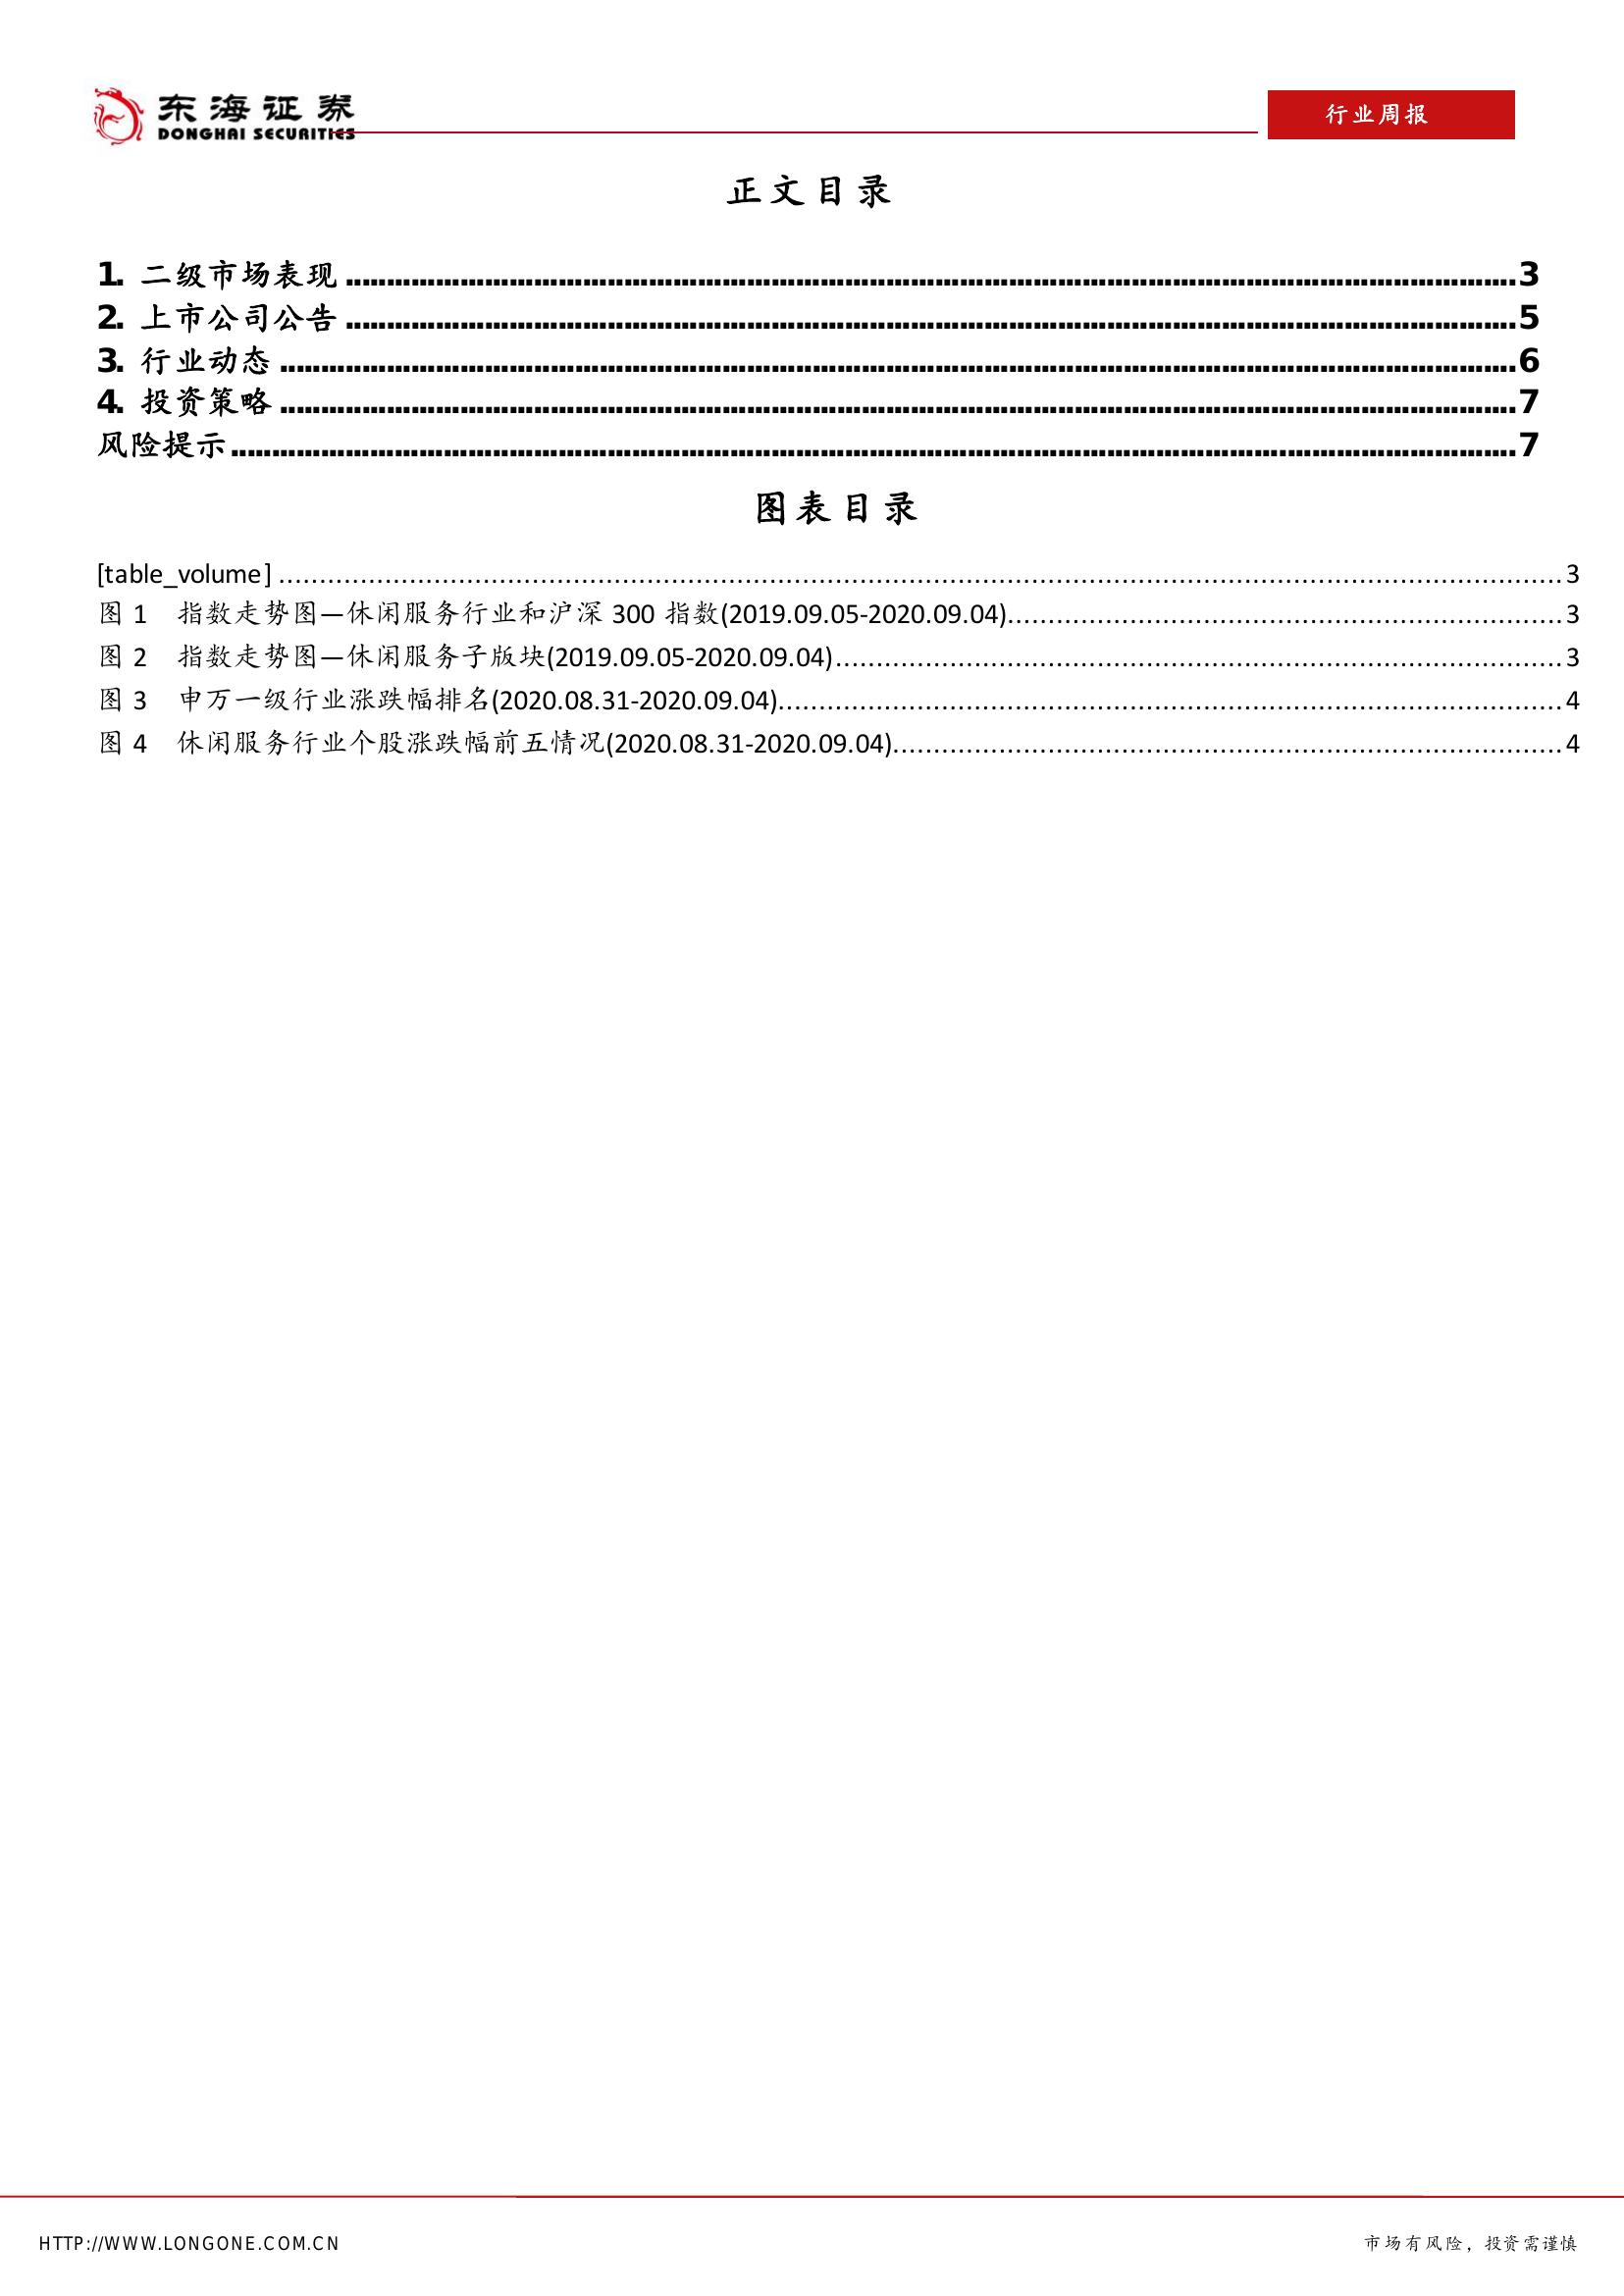 东海证券
DONGHAI SECURITIES
行业周报
正文目录
1. 二级市场表现........................................................................................................................3
2. 上市公司公告........................................................................................................................5
3. 行业动态........................................................................................................................6
4. 投资策略........................................................................................................................7
风险提示........................................................................................................................7
图表目录
[table_volume]........................................................................................................................3
图 1 指数走势图—休闲服务行业和沪深 300 指数(2019.09.05-2020.09.04)........................................................3
图 2 指数走势图—休闲服务子版块(2019.09.05-2020.09.04)........................................................3
图 3 申万一级行业涨跌幅排名(2020.08.31-2020.09.04)........................................................4
图 4 休闲服务行业个股涨跌幅前五情况(2020.08.31-2020.09.04)........................................................4
HTTP://WWW.LONGONE.COM.CN
市场有风险，投资需谨慎